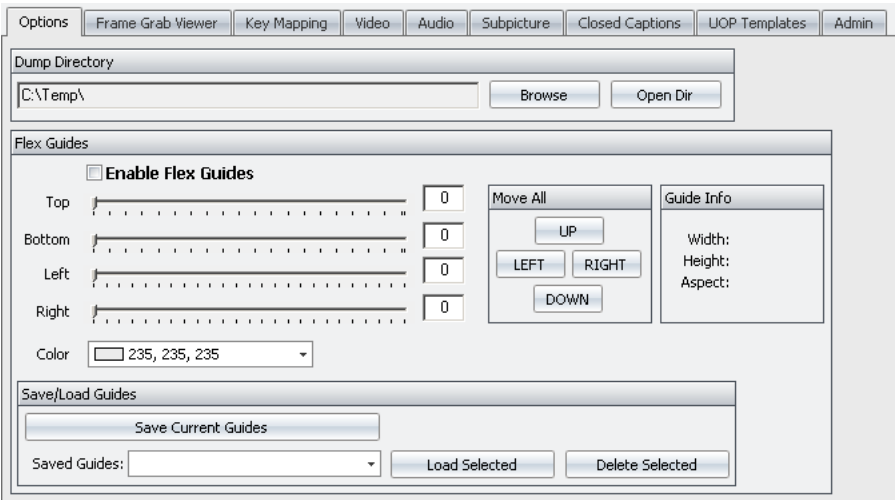 Options Frame Grab Viewer Key Mapping Video Audio Subpicture Closed Captions UOP Templates Admin
Dump Directory
C:\Temp\ Browse Open Dir
Flex Guides
Enable Flex Guides
Top 0
Bottom 0
Left 0
Right 0
Move All
UP
LEFT RIGHT
DOWN
Guide Info
Width:
Height:
Aspect:
Color 235, 235, 235
Save/Load Guides
Save Current Guides
Saved Guides: Load Selected Delete Selected